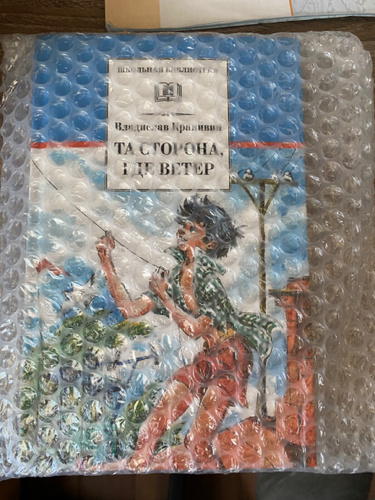 ШКОЛЬНАЯ БИБЛИОТЕКА
Владислав Крапивин
ТА СТОРОНА,
ГДЕ ВЕТЕР